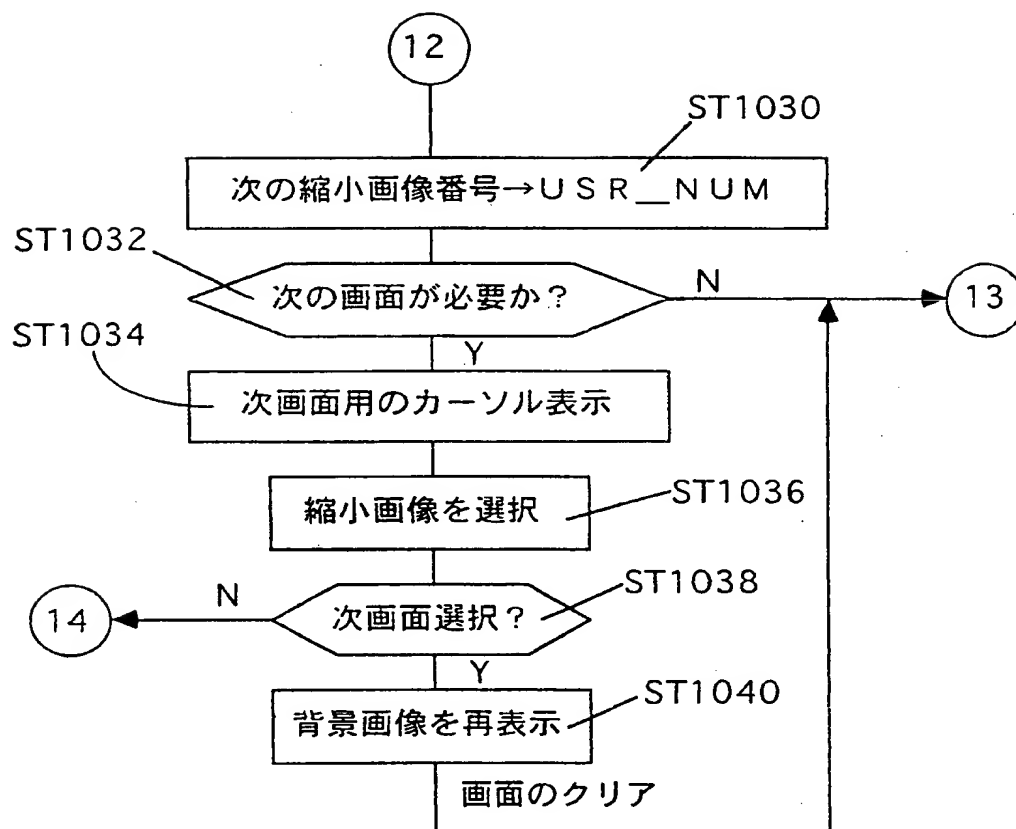 12
ST1030
次の縮小画像番号→ＵＳＲ＿ＮＵＭ
ST1032
次の画面が必要か？
N
13
ST1034
Y
次画面用のカーソル表示
縮小画像を選択
ST1036
N
14
次画面選択？
ST1038
Y
背景画像を再表示
ST1040
画面のクリア